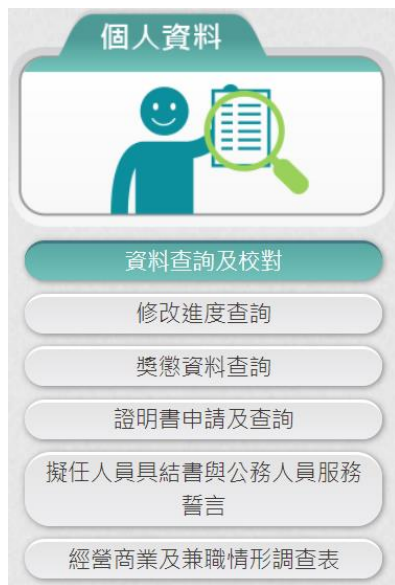 個人資料
資料查詢及校對
修改進度查詢
獎懲資料查詢
證明書申請及查詢
擬任人員具結書與公務人員服務
誓言
經營商業及兼職情形調查表